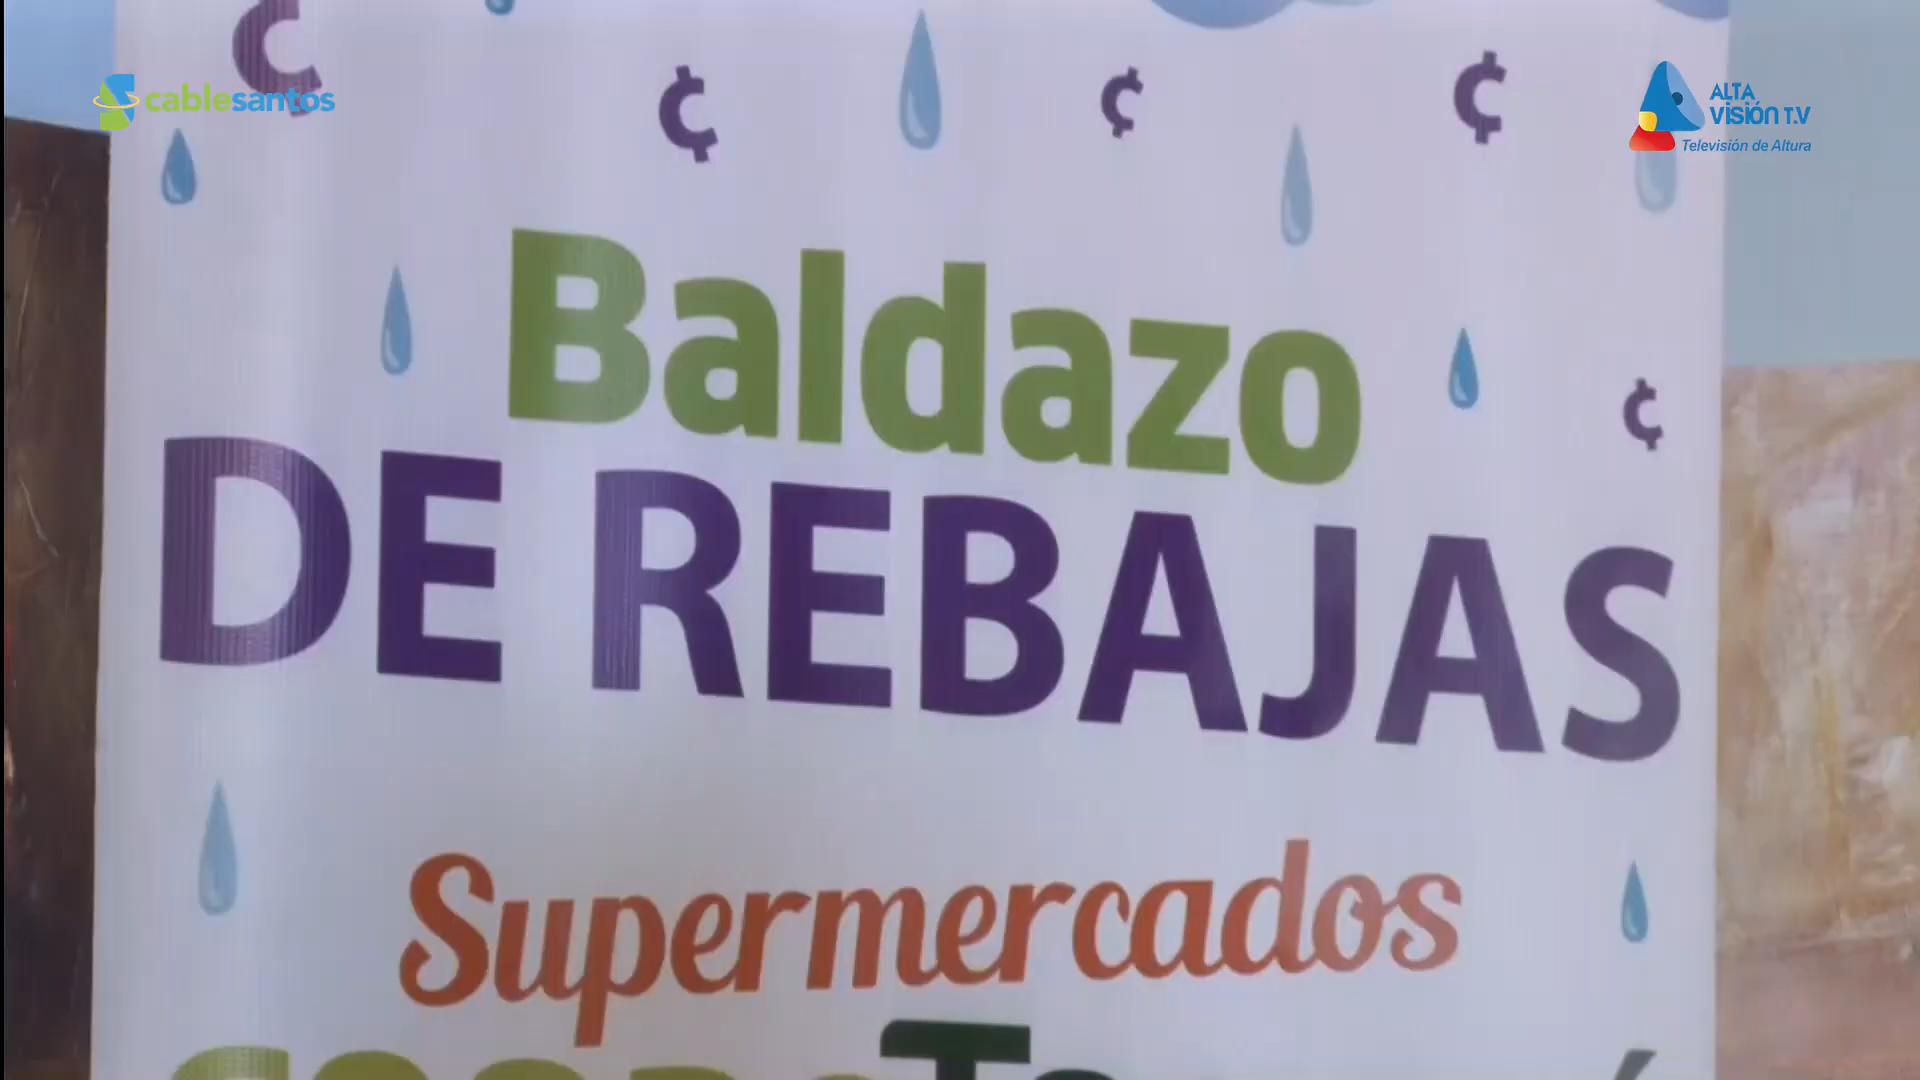 cablesantos
ALTA
VISIÓN T.V
Televisión de Altura
¢
¢ ¢ ¢
Baldazo
¢
DE REBAJAS
Supermercados